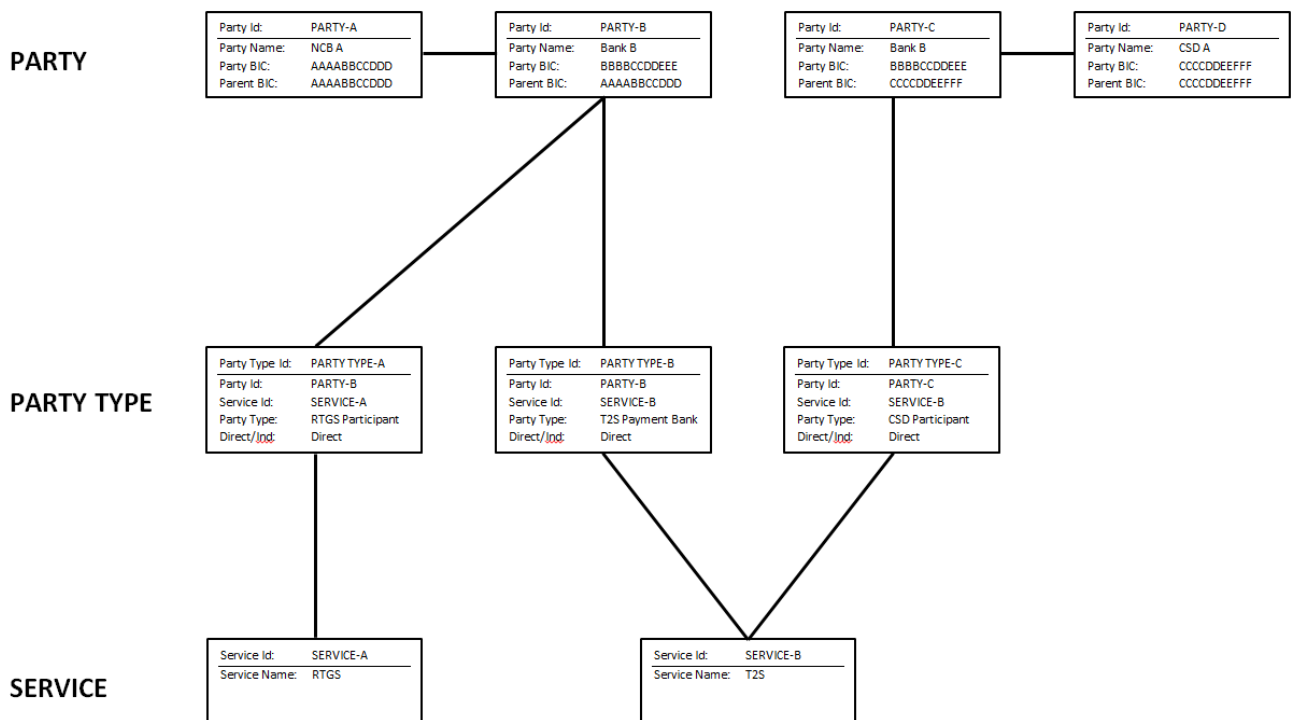 PARTY
Party Id: PARTY-A
Party Name: NCB A
Party BIC: AAAABBCCDDD
Parent BIC: AAAABBCCDDD
Party Id: PARTY-B
Party Name: Bank B
Party BIC: BBBBCCDDEEE
Parent BIC: AAAABBCCDDD
Party Id: PARTY-C
Party Name: Bank B
Party BIC: BBBBCCDDEEE
Parent BIC: CCCCDDEEFFF
Party Id: PARTY-D
Party Name: CSD A
Party BIC: CCCCDDEEFFF
Parent BIC: CCCCDDEEFFF
PARTY TYPE
Party Type Id: PARTY TYPE-A
Party Id: PARTY-B
Service Id: SERVICE-A
Party Type: RTGS Participant
Direct/Ind: Direct
Party Type Id: PARTY TYPE-B
Party Id: PARTY-B
Service Id: SERVICE-B
Party Type: T2S Payment Bank
Direct/Ind: Direct
Party Type Id: PARTY TYPE-C
Party Id: PARTY-C
Service Id: SERVICE-B
Party Type: CSD Participant
Direct/Ind: Direct
SERVICE
Service Id: SERVICE-A
Service Name: RTGS
Service Id: SERVICE-B
Service Name: T2S